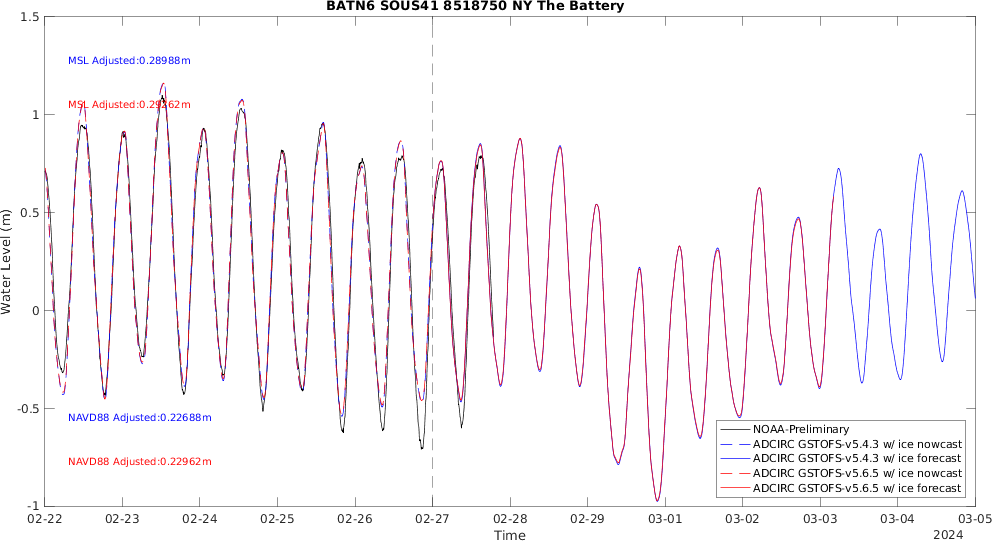 BATN6 SOUS41 8518750 NY The Battery
1.5
1
0.5
0
-0.5
-1
Water Level (m)
MSL Adjusted:0.28988m
MSL Adjusted:0.29262m
NAVD88 Adjusted:0.22688m
NAVD88 Adjusted:0.22962m
NOAA-Preliminary
ADCIRC GSTOFS-v5.4.3 w/ ice nowcast
ADCIRC GSTOFS-v5.4.3 w/ ice forecast
ADCIRC GSTOFS-v5.6.5 w/ ice nowcast
ADCIRC GSTOFS-v5.6.5 w/ ice forecast
02-22 02-23 02-24 02-25 02-26 02-27 02-28 02-29 03-01 03-02 03-03 03-04 03-05
Time
2024